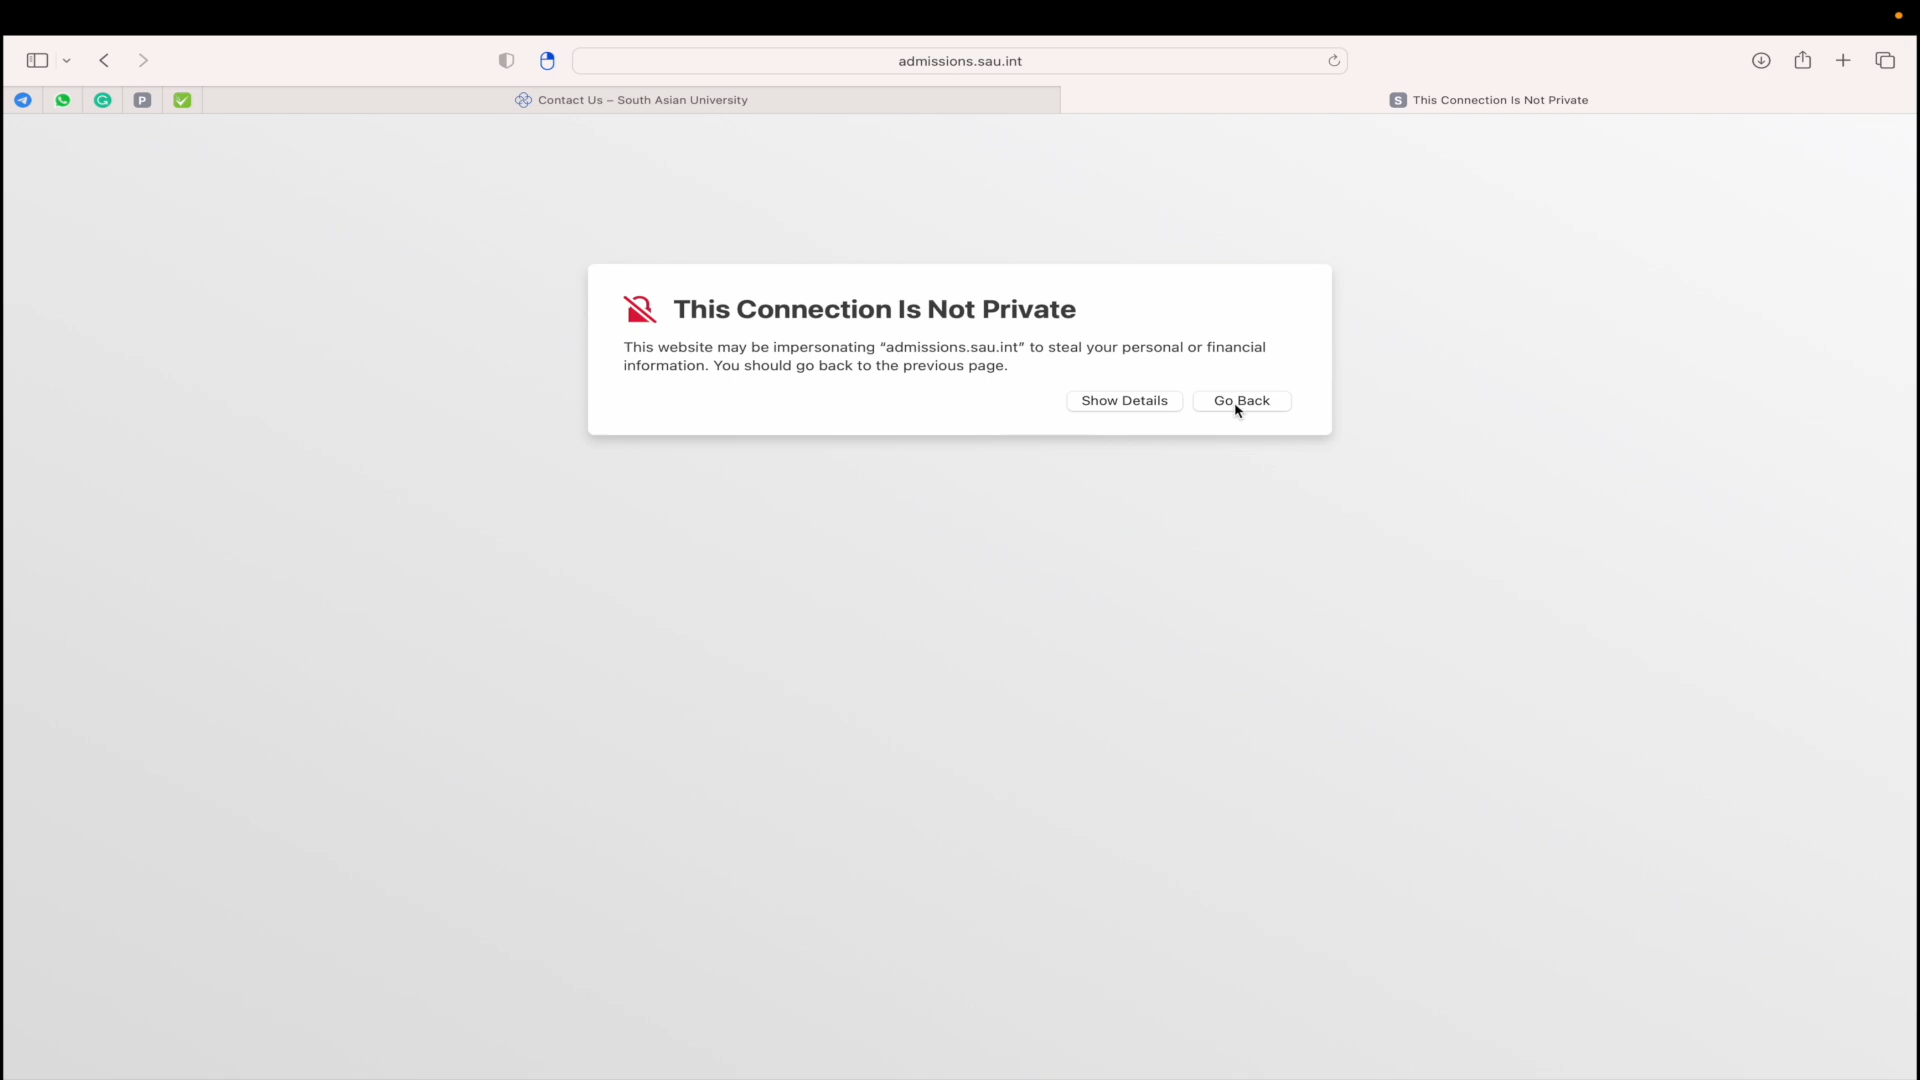 admissions.sau.int
P
Contact Us – South Asian University
S This Connection Is Not Private
This Connection Is Not Private
This website may be impersonating “admissions.sau.int” to steal your personal or financial
information. You should go back to the previous page.
Show Details
Go Back